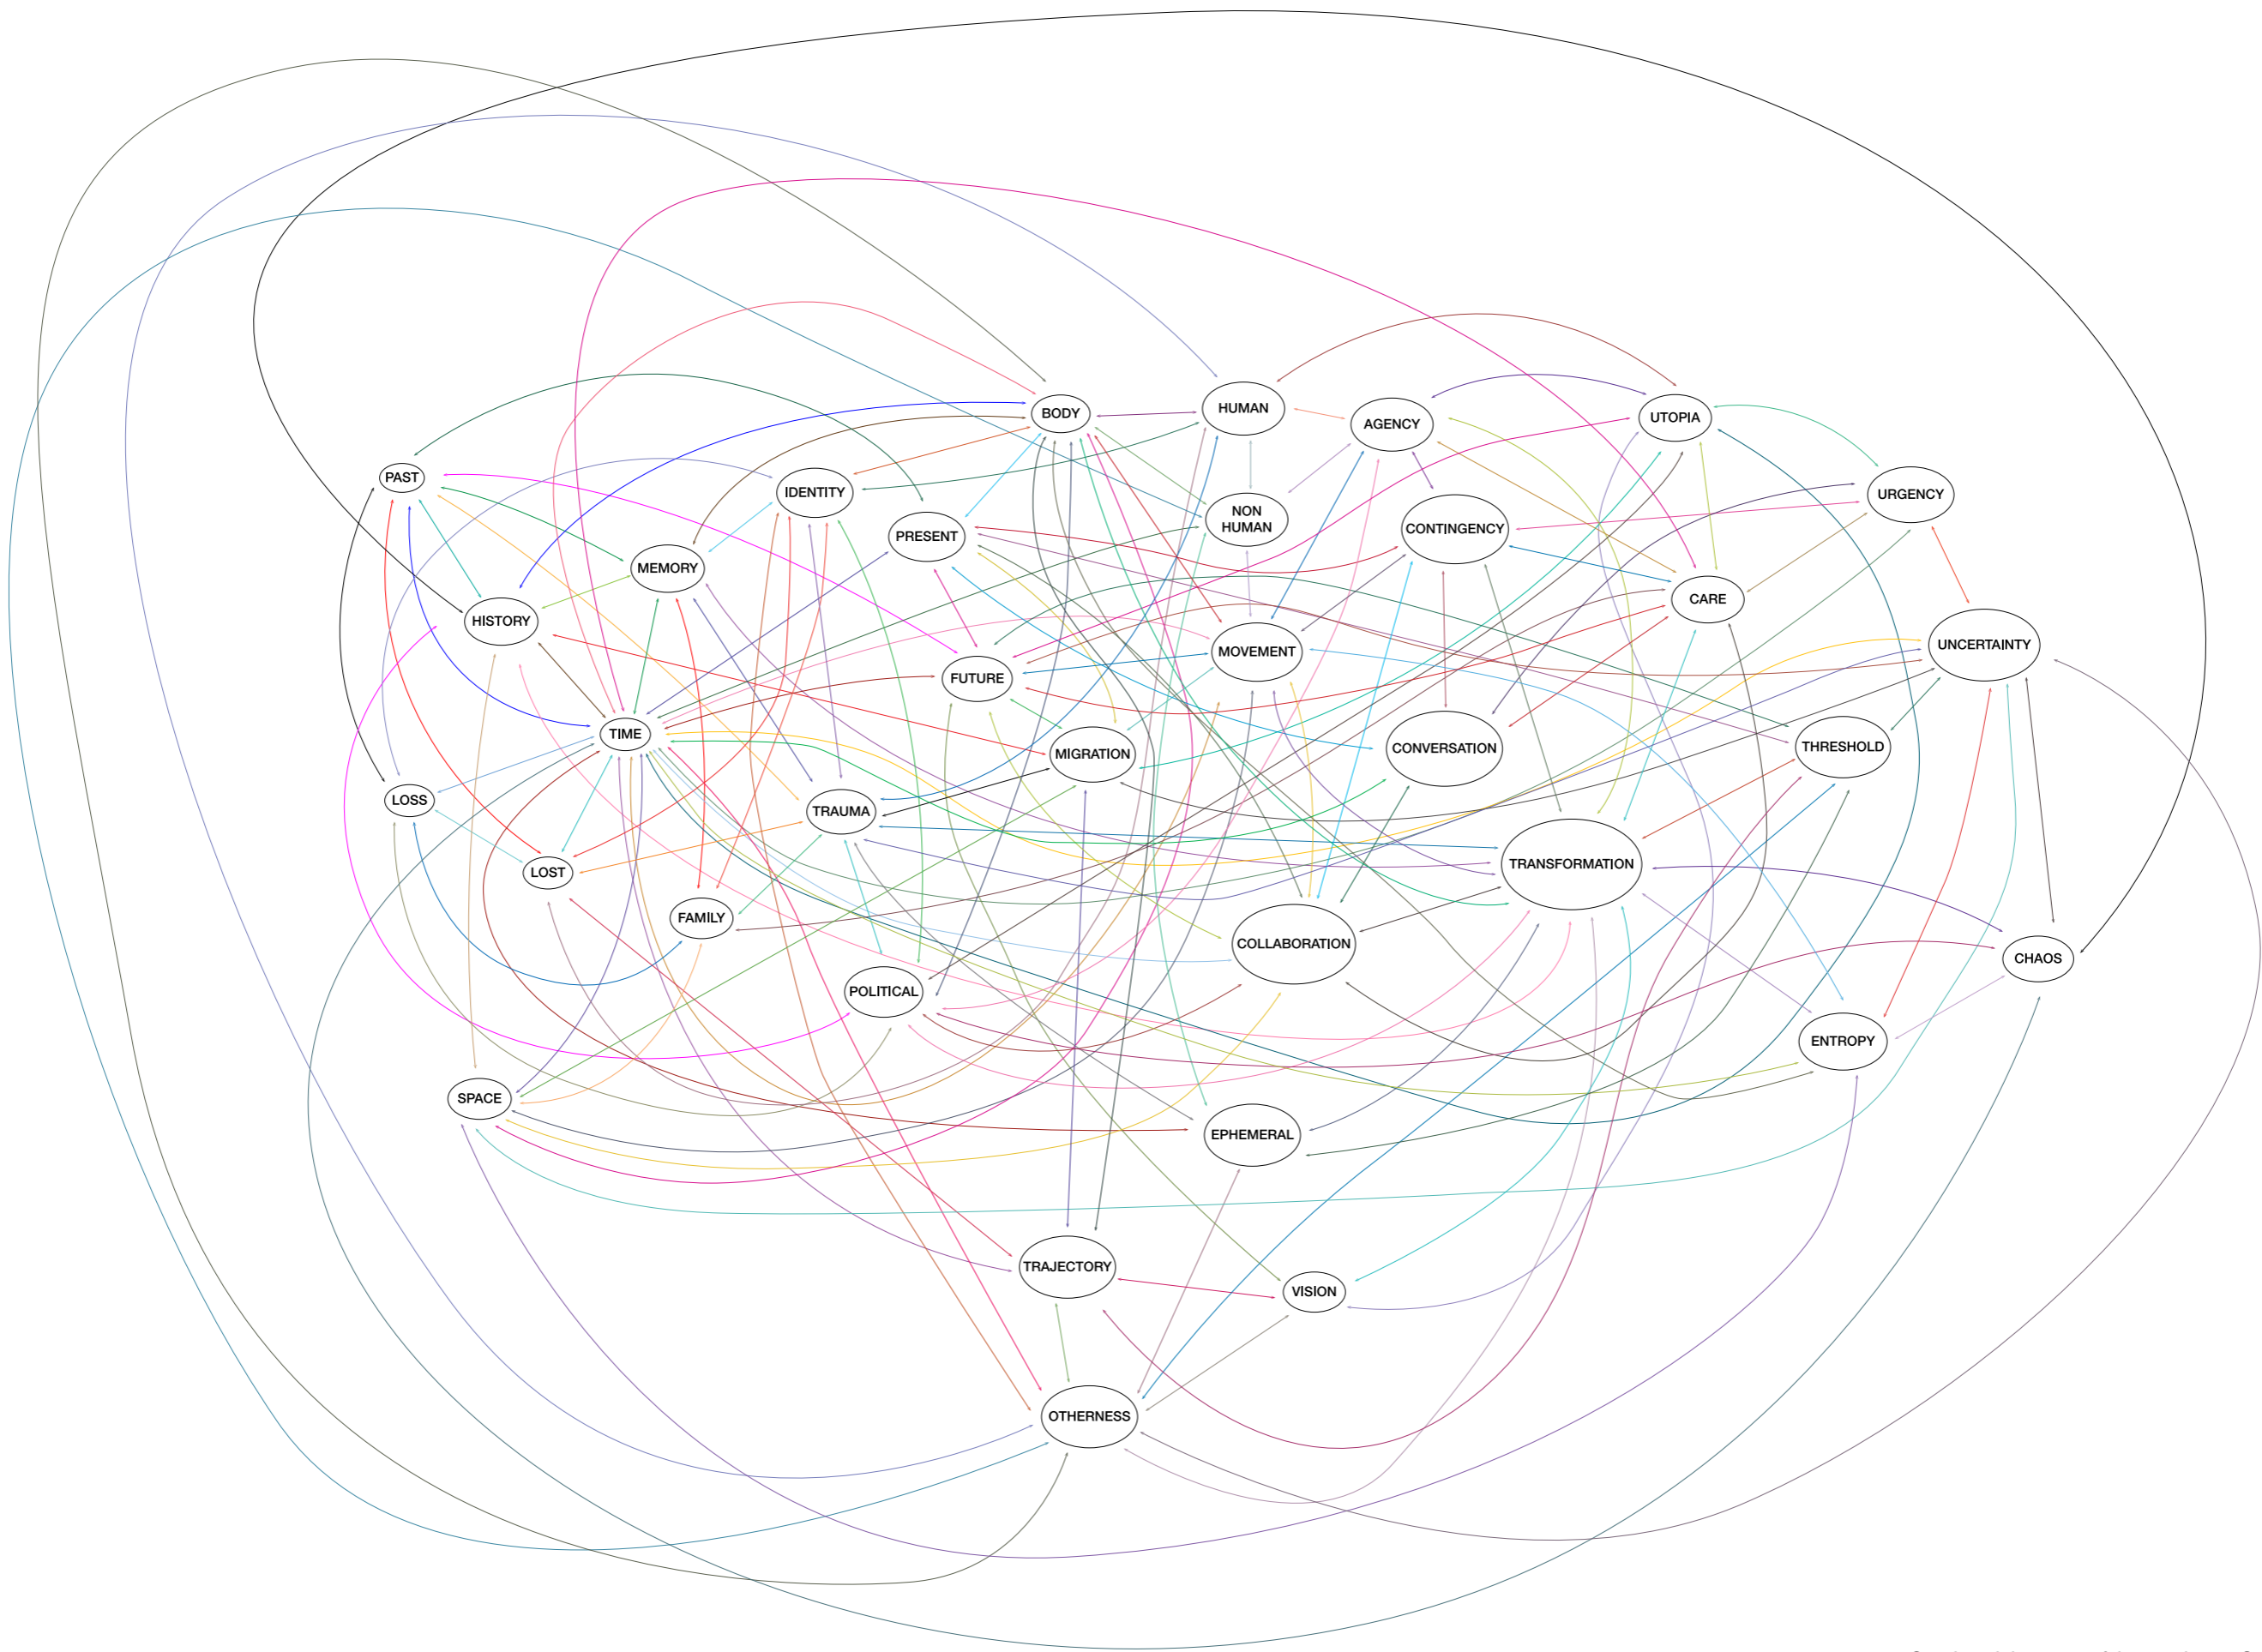 BODY
HUMAN
AGENCY
UTOPIA
PAST
IDENTITY
URGENCY
PRESENT
NON
HUMAN
CONTINGENCY
MEMORY
CARE
HISTORY
UNCERTAINTY
MOVEMENT
FUTURE
TIME
MIGRATION
CONVERSATION
THRESHOLD
LOSS
TRAUMA
TRANSFORMATION
LOST
FAMILY
COLLABORATION
CHAOS
POLITICAL
ENTROPY
SPACE
EPHEMERAL
TRAJECTORY
VISION
OTHERNESS